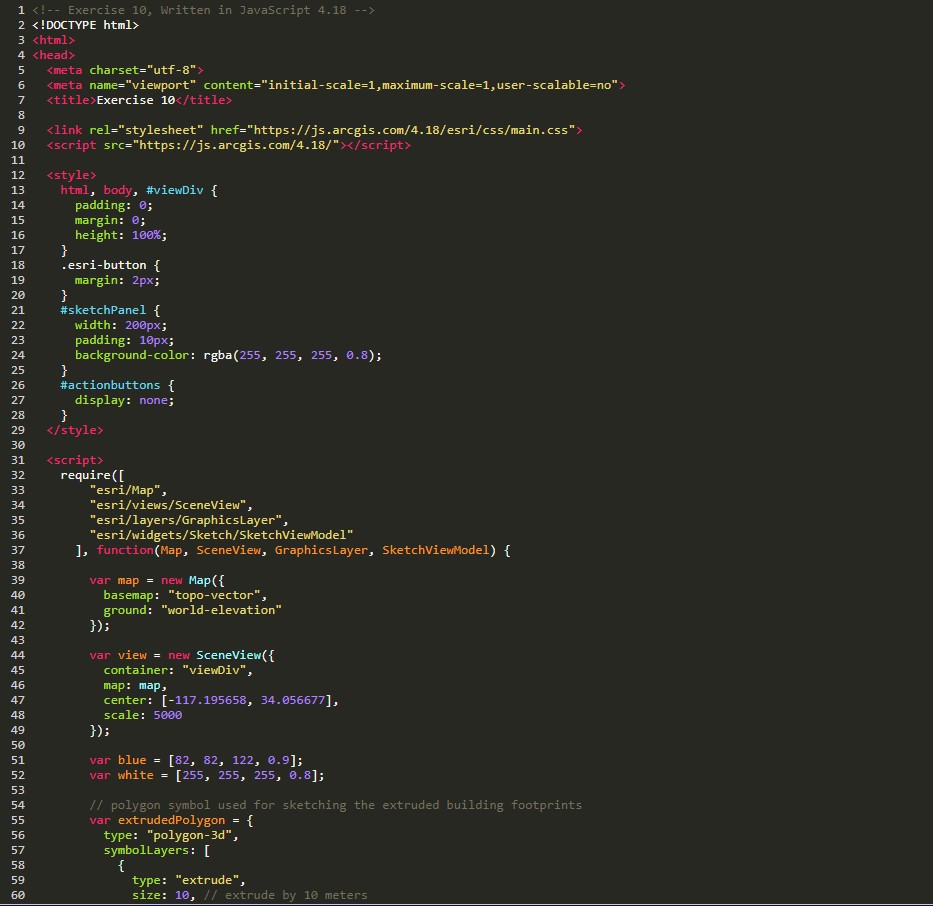 1 <!-- Exercise 10, Written in JavaScript 4.18 -->
2 <!DOCTYPE html>
3 <html>
4 <head>
5   <meta charset="utf-8">
6   <meta name="viewport" content="initial-scale=1,maximum-scale=1,user-scalable=no">
7   <title>Exercise 10</title>
8
9   <link rel="stylesheet" href="https://js.arcgis.com/4.18/esri/css/main.css">
10   <script src="https://js.arcgis.com/4.18/"></script>
11
12   <style>
13     html, body, #viewDiv {
14       padding: 0;
15       margin: 0;
16       height: 100%;
17     }
18     .esri-button {
19       margin: 2px;
20     }
21     #sketchPanel {
22       width: 200px;
23       padding: 10px;
24       background-color: rgba(255, 255, 255, 0.8);
25     }
26     #actionbuttons {
27       display: none;
28     }
29   </style>
30
31   <script>
32     require([
33         "esri/Map",
34         "esri/views/SceneView",
35         "esri/layers/GraphicsLayer",
36         "esri/widgets/Sketch/SketchViewModel"
37       ], function(Map, SceneView, GraphicsLayer, SketchViewModel) {
38
39         var map = new Map({
40           basemap: "topo-vector",
41           ground: "world-elevation"
42         });
43
44         var view = new SceneView({
45           container: "viewDiv",
46           map: map,
47           center: [-117.195658, 34.056677],
48           scale: 5000
49         });
50
51         var blue = [82, 82, 122, 0.9];
52         var white = [255, 255, 255, 0.8];
53
54         // polygon symbol used for sketching the extruded building footprints
55         var extrudedPolygon = {
56           type: "polygon-3d",
57           symbolLayers: [
58             {
59               type: "extrude",
60               size: 10, // extrude by 10 meters